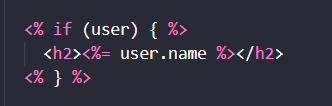 <% if (user) { %>
  <h2><%= user.name %></h2>
<% } %>